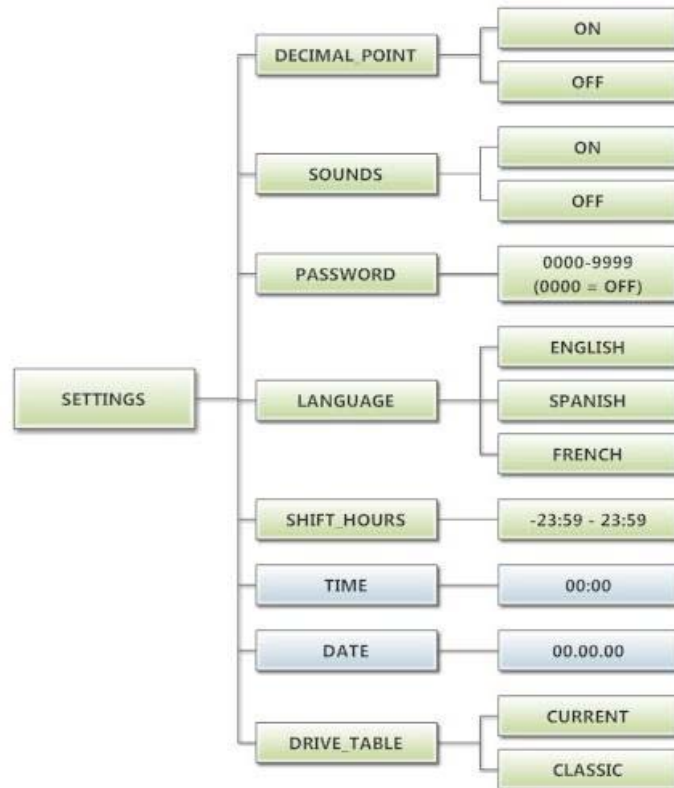 SETTINGS
DECIMAL_POINT
ON
OFF
SOUNDS
ON
OFF
PASSWORD
0000-9999
(0000 = OFF)
LANGUAGE
ENGLISH
SPANISH
FRENCH
SHIFT_HOURS
-23:59 - 23:59
TIME
00:00
DATE
00.00.00
DRIVE_TABLE
CURRENT
CLASSIC